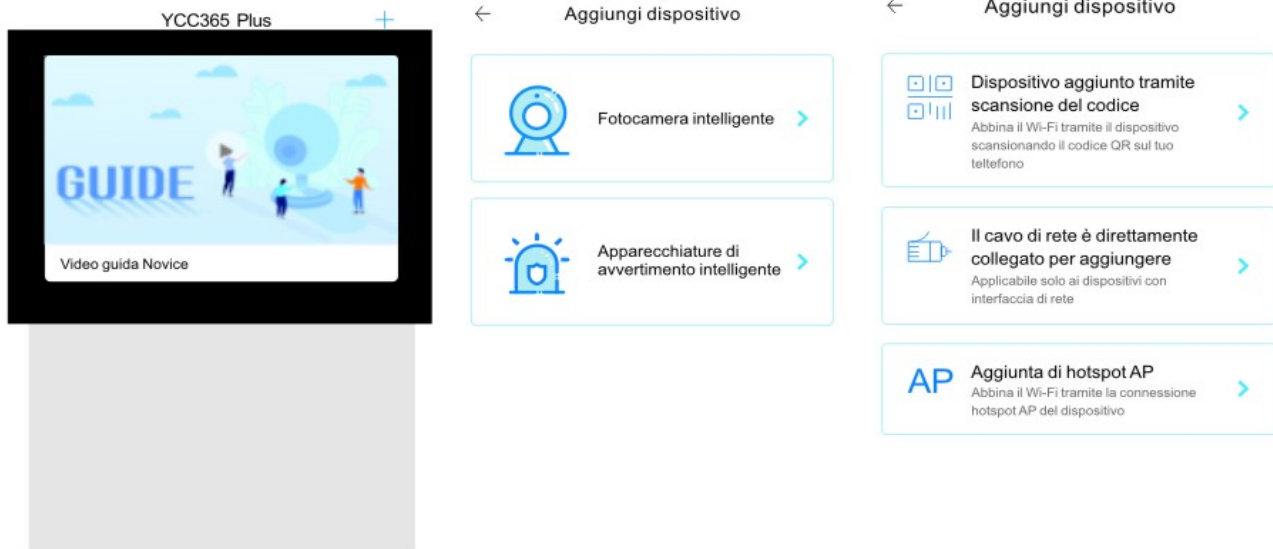 YCC365 Plus
GUIDE
Video guida Novice
Aggiungi dispositivo
Fotocamera intelligente
Apparecchiature di
avvertimento intelligente
Aggiungi dispositivo
Dispositivo aggiunto tramite
scansione del codice
Abbina il Wi-Fi tramite il dispositivo
scansionando il codice QR sul tuo
teltefono
Il cavo di rete è direttamente
collegato per aggiungere
Applicabile solo ai dispositivi con
interfaccia di rete
AP
Aggiunta di hotspot AP
Abbina il Wi-Fi tramite la connessione
hotspot AP del dispositivo